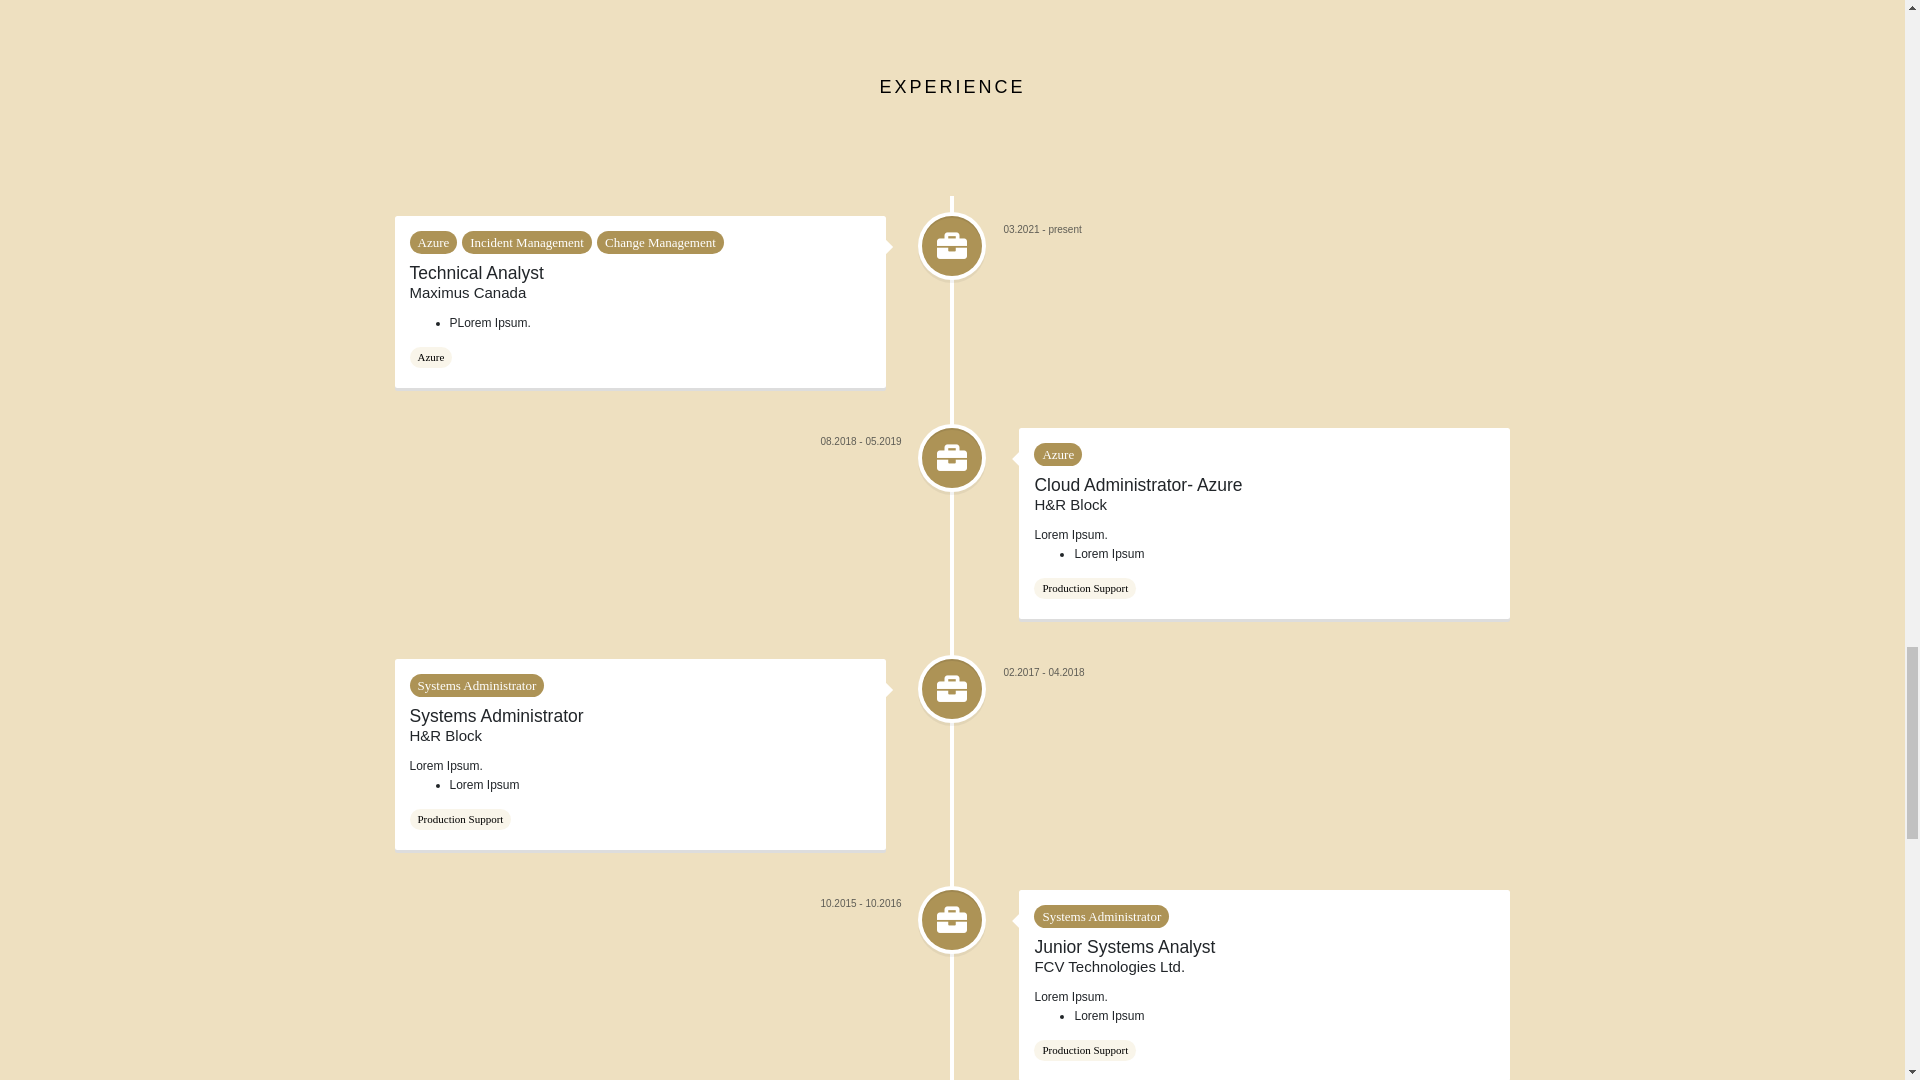 EXPERIENCE
Azure Incident Management Change Management
Technical Analyst
Maximus Canada
• PLorem Ipsum.
Azure
03.2021 - present
08.2018 - 05.2019
Azure
Cloud Administrator- Azure
H&R Block
Lorem Ipsum.
• Lorem Ipsum
Production Support
Systems Administrator
Systems Administrator
H&R Block
Lorem Ipsum.
• Lorem Ipsum
Production Support
02.2017 - 04.2018
10.2015 - 10.2016
Systems Administrator
Junior Systems Analyst
FCV Technologies Ltd.
Lorem Ipsum.
• Lorem Ipsum
Production Support